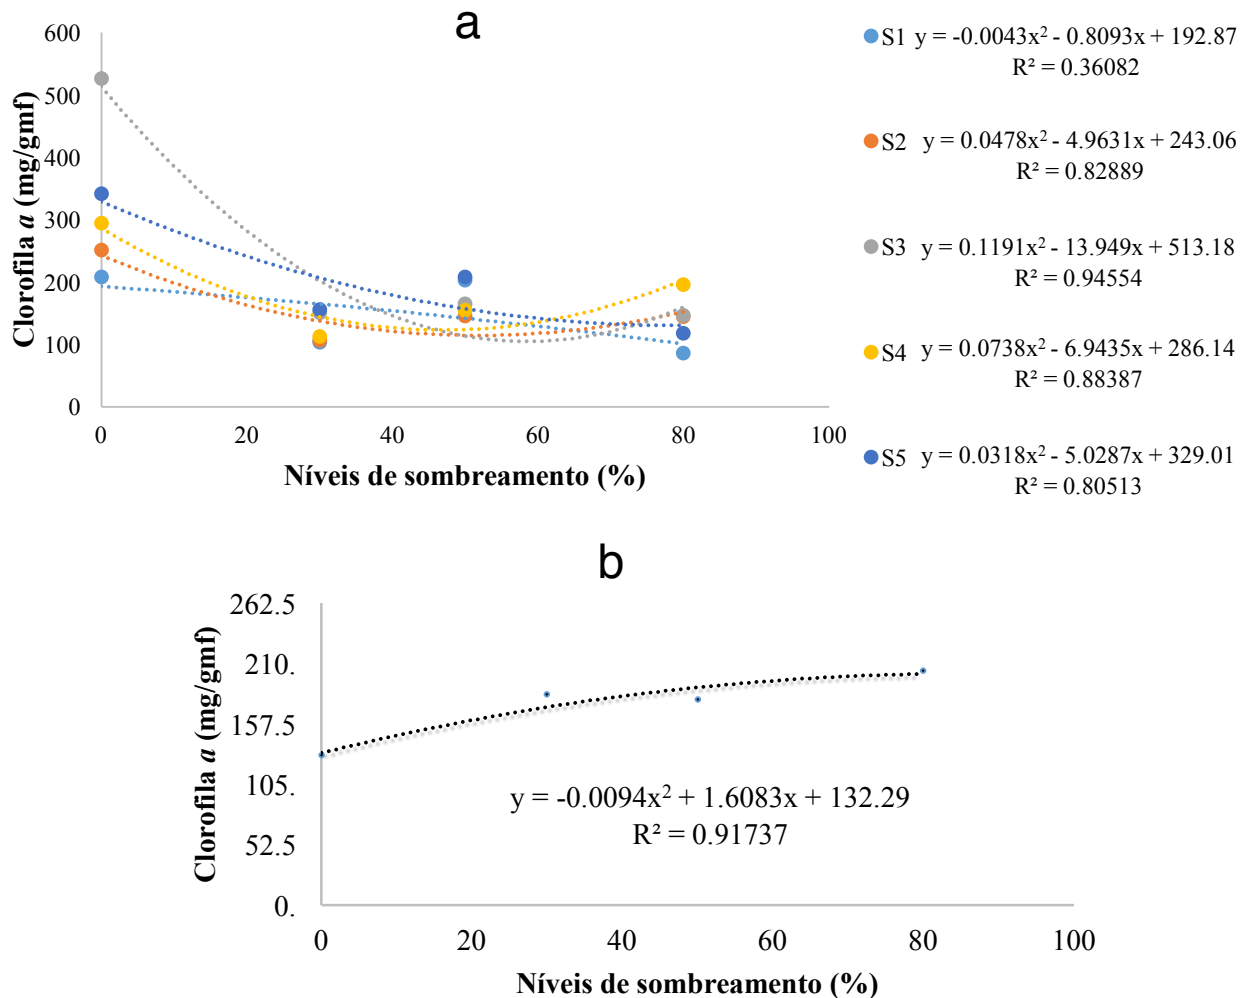 a
600
500
400
300
200
100
0
0 20 40 60 80 100
Clorofila a (mg/gmf)
Níveis de sombreamento (%)
S1 y = -0.0043x² - 0.8093x + 192.87
R² = 0.36082
S2 y = 0.0478x² - 4.9631x + 243.06
R² = 0.82889
S3 y = 0.1191x² - 13.949x + 513.18
R² = 0.94554
S4 y = 0.0738x² - 6.9435x + 286.14
R² = 0.88387
S5 y = 0.0318x² - 5.0287x + 329.01
R² = 0.80513
b
262.5
210.
157.5
105.
52.5
0.
0 20 40 60 80 100
Clorofila a (mg/gmf)
y = -0.0094x² + 1.6083x + 132.29
R² = 0.91737
Níveis de sombreamento (%)